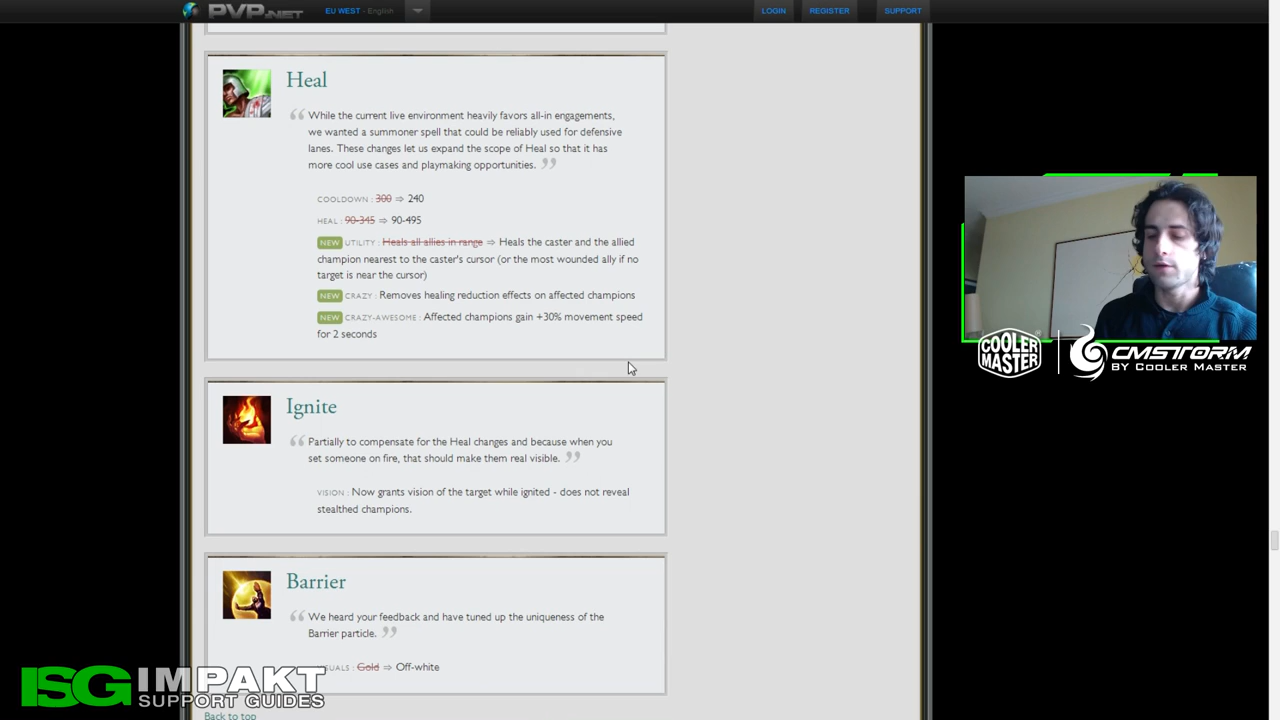 PVP.NET EU WEST - English LOGIN REGISTER SUPPORT
Heal
“ While the current live environment heavily favors all-in engagements,
we wanted a summoner spell that could be reliably used for defensive
lanes. These changes let us expand the scope of Heal so that it has
more cool use cases and playmaking opportunities. ”
COOLDOWN : 300 ⇒ 240
HEAL : 90-345 ⇒ 90-495
NEW UTILITY : Heals all allies in range ⇒ Heals the caster and the allied
champion nearest to the caster's cursor (or the most wounded ally if no
target is near the cursor)
NEW CRAZY : Removes healing reduction effects on affected champions
NEW CRAZY-AWESOME : Affected champions gain +30% movement speed
for 2 seconds
Ignite
“ Partially to compensate for the Heal changes and because when you
set someone on fire, that should make them real visible. ”
VISION : Now grants vision of the target while ignited - does not reveal
stealthed champions.
Barrier
“ We heard your feedback and have tuned up the uniqueness of the
Barrier particle. ”
UALS : Gold ⇒ Off-white
Back to top
COOLER
MASTER
CMSTORM
BY COOLER MASTER
ISG IMPAKT
SUPPORT GUIDES